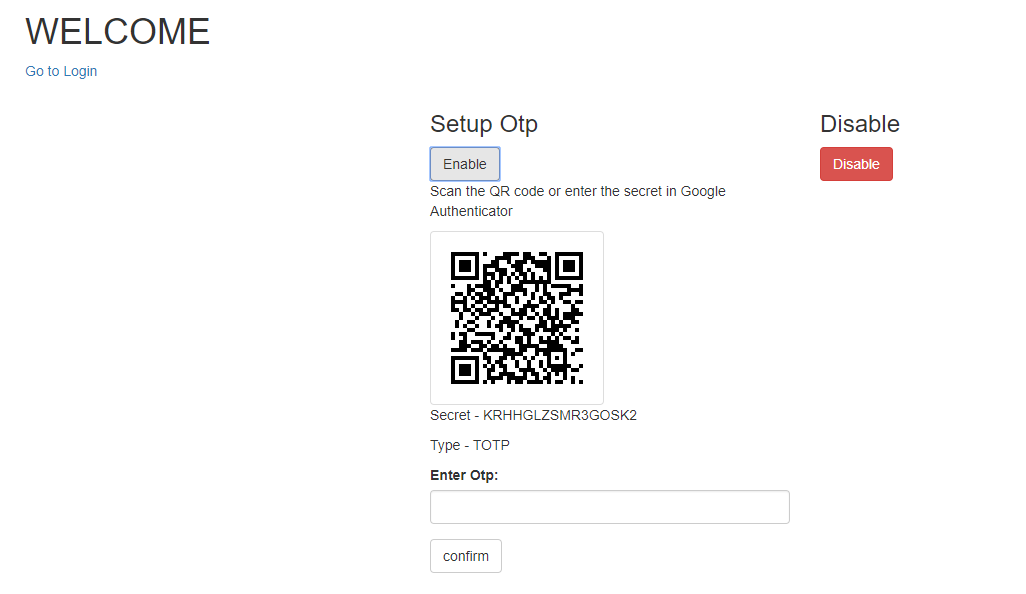 WELCOME
Go to Login
Setup Otp
Enable
Scan the QR code or enter the secret in Google
Authenticator
Secret - KRHHGLZSMR3GOSK2
Type - TOTP
Enter Otp:
confirm
Disable
Disable